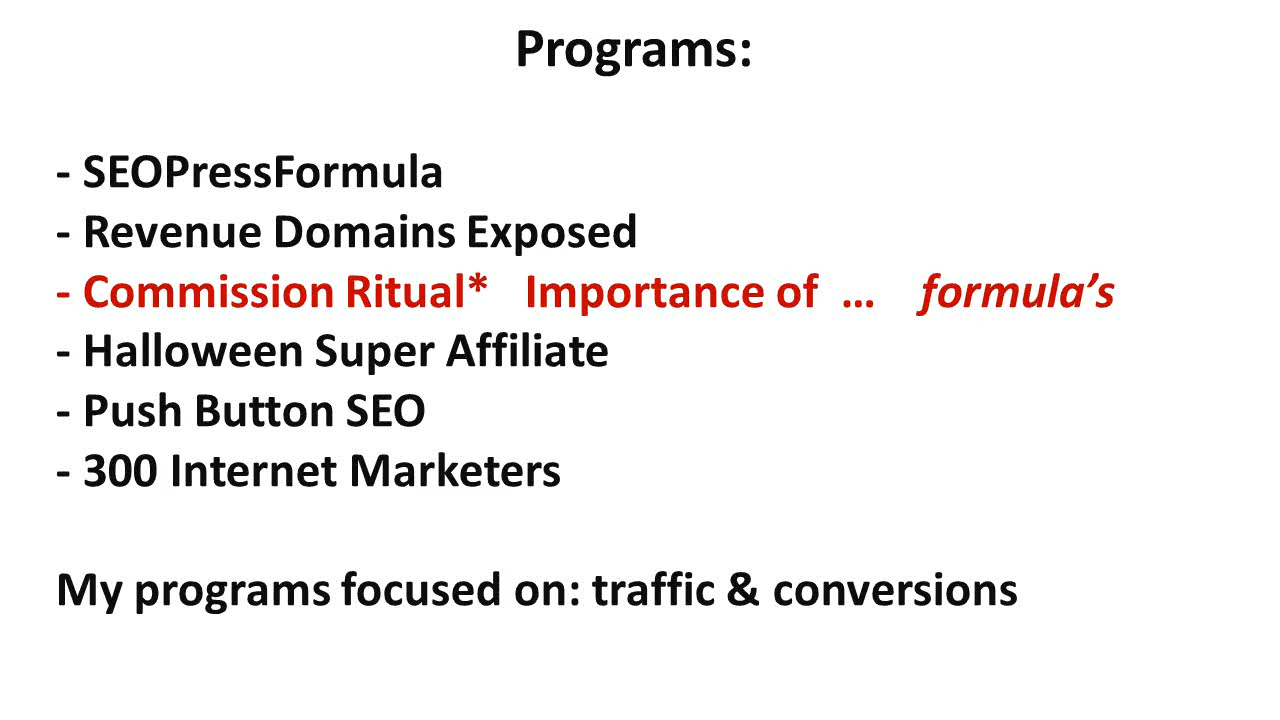 Programs:
- SEOPressFormula
- Revenue Domains Exposed
- Commission Ritual* Importance of ... formula’s
- Halloween Super Affiliate
- Push Button SEO
- 300 Internet Marketers
My programs focused on: traffic & conversions